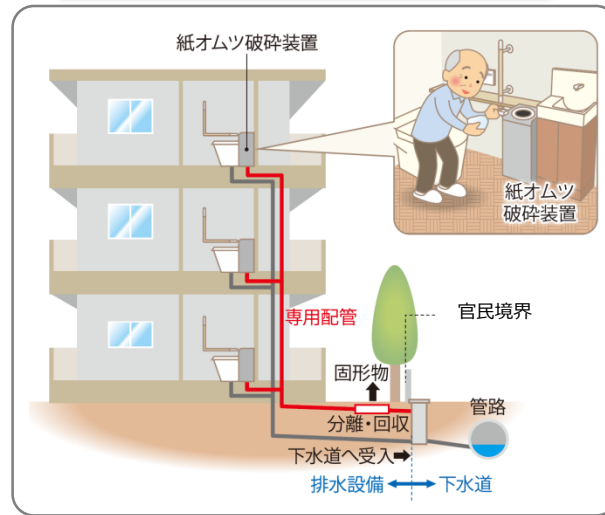 紙オムツ破砕装置
紙オムツ
破砕装置
専用配管
官民境界
固形物
分離・回収
管路
下水道へ受入
排水設備
下水道